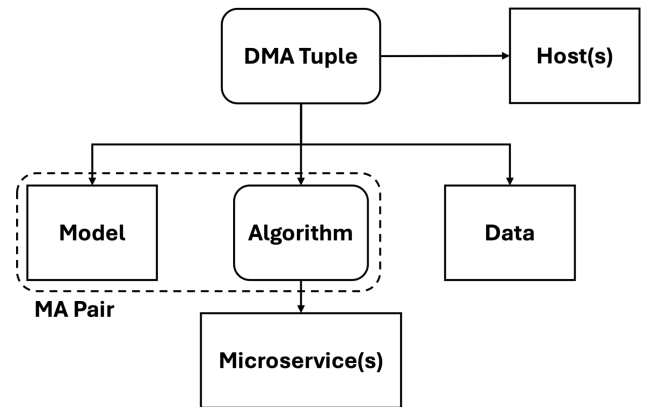 DMA Tuple
Host(s)
Model
Algorithm
Data
MA Pair
Microservice(s)